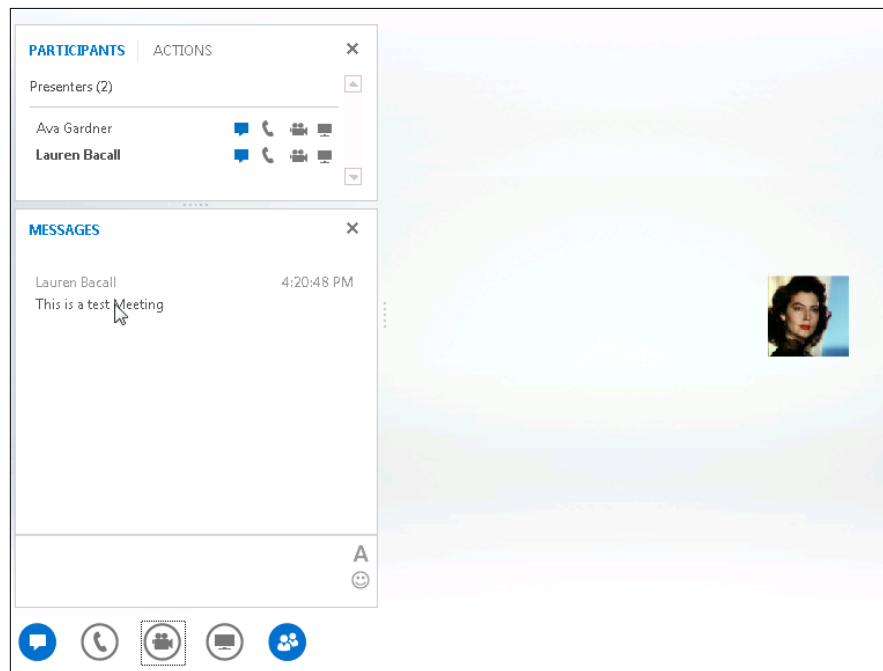 PARTICIPANTS ACTIONS
Presenters (2)
Ava Gardner
Lauren Bacall
MESSAGES
Lauren Bacall 4:20:48 PM
This is a test Meeting
A